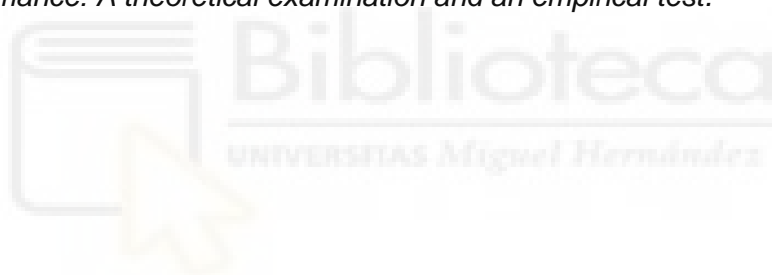 nance. A theoretical examination and an empirical test.
Biblioteca
UNIVERSITAS Miguel Hernández